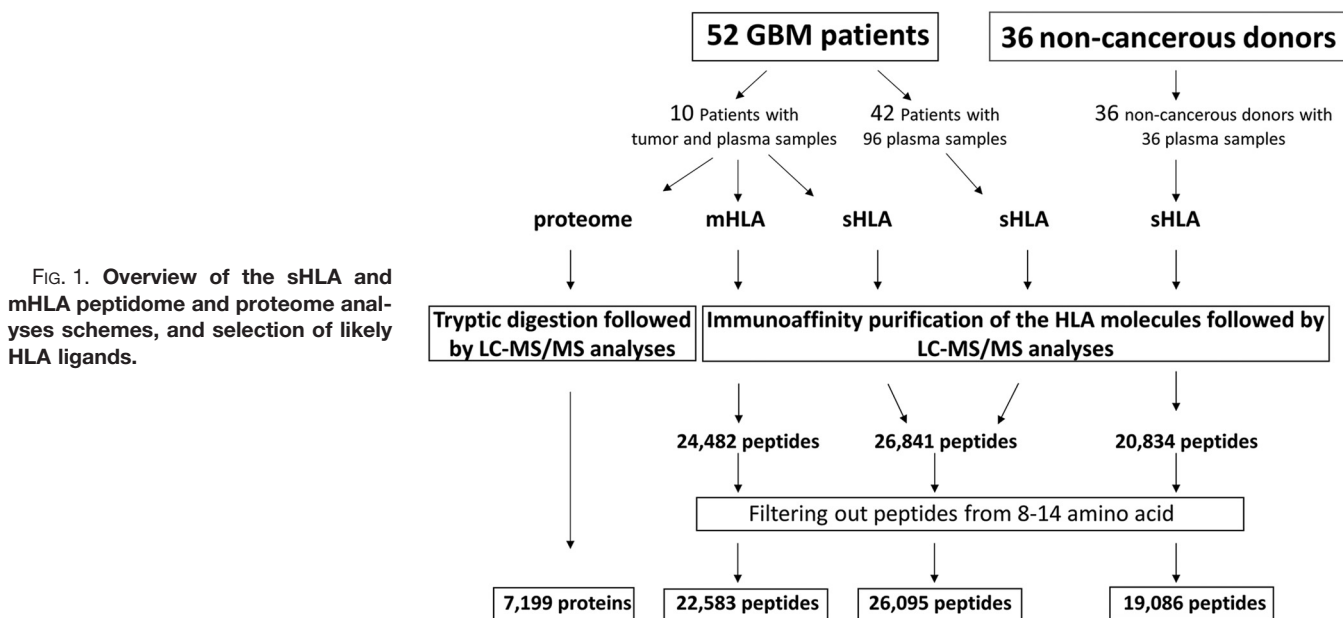 52 GBM patients
36 non-cancerous donors
10 Patients with
tumor and plasma samples
42 Patients with
96 plasma samples
36 non-cancerous donors with
36 plasma samples
proteome
mHLA
sHLA
sHLA
sHLA
FIG. 1. Overview of the sHLA and
mHLA peptidome and proteome anal-
yses schemes, and selection of likely
HLA ligands.
Tryptic digestion followed
by LC-MS/MS analyses
Immunoaffinity purification of the HLA molecules followed by
LC-MS/MS analyses
24,482 peptides
26,841 peptides
20,834 peptides
Filtering out peptides from 8-14 amino acid
7,199 proteins
22,583 peptides
26,095 peptides
19,086 peptides